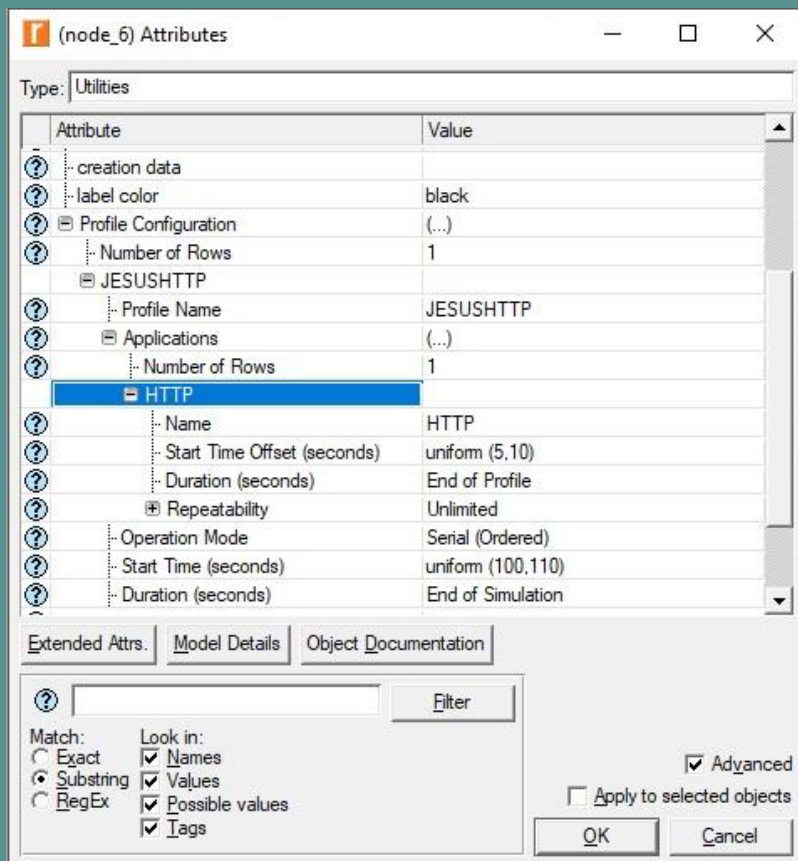 (node_6) Attributes
Type: Utilities
Attribute Value
creation data
label color black
Profile Configuration (...)
Number of Rows 1
JESUSHTTP
Profile Name JESUSHTTP
Applications (...)
Number of Rows 1
HTTP
Name HTTP
Start Time Offset (seconds) uniform (5,10)
Duration (seconds) End of Profile
Repeatability Unlimited
Operation Mode Serial (Ordered)
Start Time (seconds) uniform (100,110)
Duration (seconds) End of Simulation
Extended Attrs. Model Details Object Documentation
Filter
Match: Look in:
Exact Names
Substring Values
RegEx Possible values
Tags
Advanced
Apply to selected objects
OK Cancel